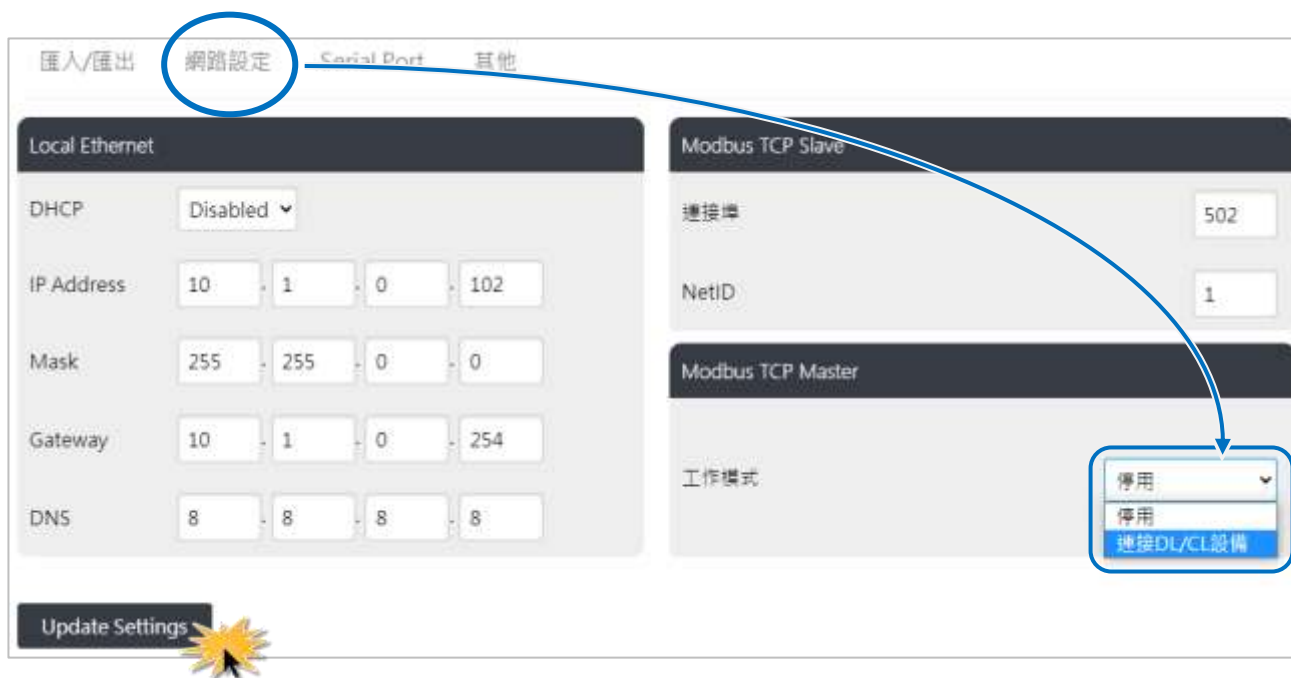 匯入/匯出 網路設定 Serial Port 其他
Local Ethernet
DHCP Disabled
IP Address 10 . 1 . 0 . 102
Mask 255 . 255 . 0 . 0
Gateway 10 . 1 . 0 . 254
DNS 8 . 8 . 8 . 8
Modbus TCP Slave
連接埠 502
NetID 1
Modbus TCP Master
工作模式 停用
停用
連接DL/CL設備
Update Settings